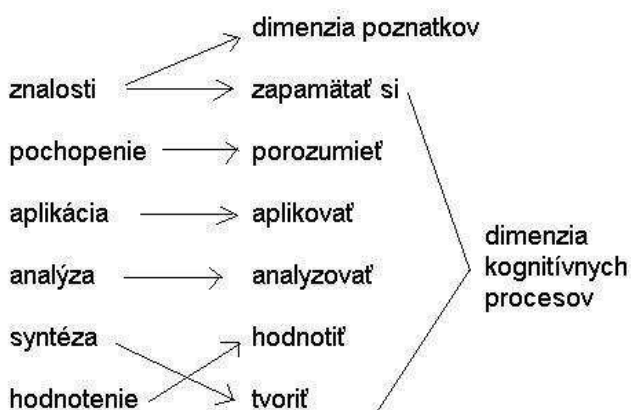 dimenzia poznatkov
znalosti zapamätať si
pochopenie porozumieť
aplikácia aplikovať
dimenzia
kognitívnych
procesov
analýza analyzovať
syntéza hodnotiť
hodnotenie tvoriť